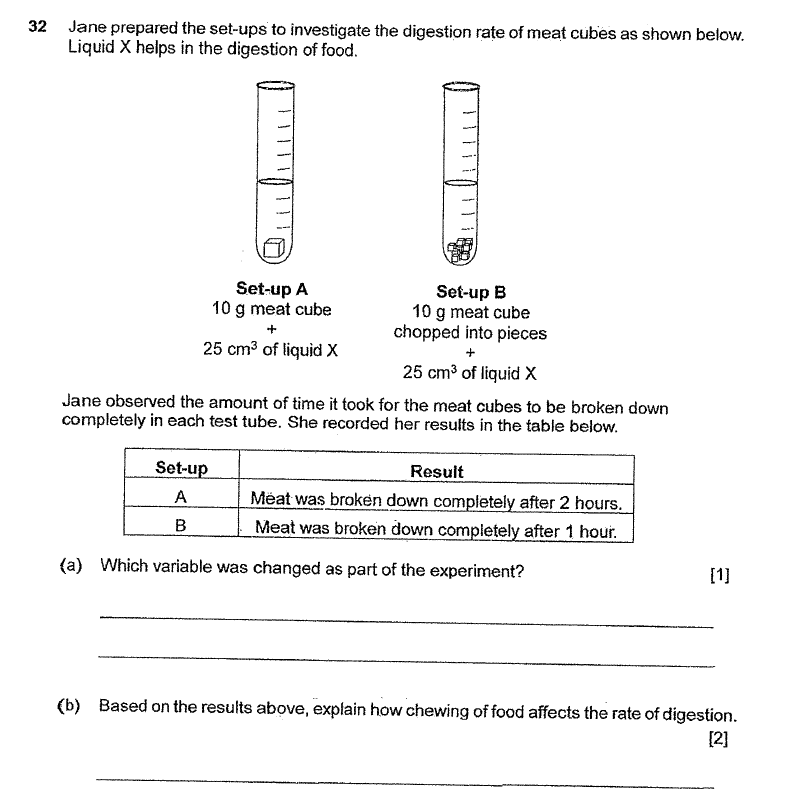 32 Jane prepared the set-ups to investigate the digestion rate of meat cubes as shown below.
Liquid X helps in the digestion of food.
Set-up A
10 g meat cube
+
25 cm³ of liquid X
Set-up B
10 g meat cube
chopped into pieces
+
25 cm³ of liquid X
Jane observed the amount of time it took for the meat cubes to be broken down
completely in each test tube. She recorded her results in the table below.
Set-up Result
A Meat was broken down completely after 2 hours.
B Meat was broken down completely after 1 hour.
(a) Which variable was changed as part of the experiment? [1]
(b) Based on the results above, explain how chewing of food affects the rate of digestion.
[2]